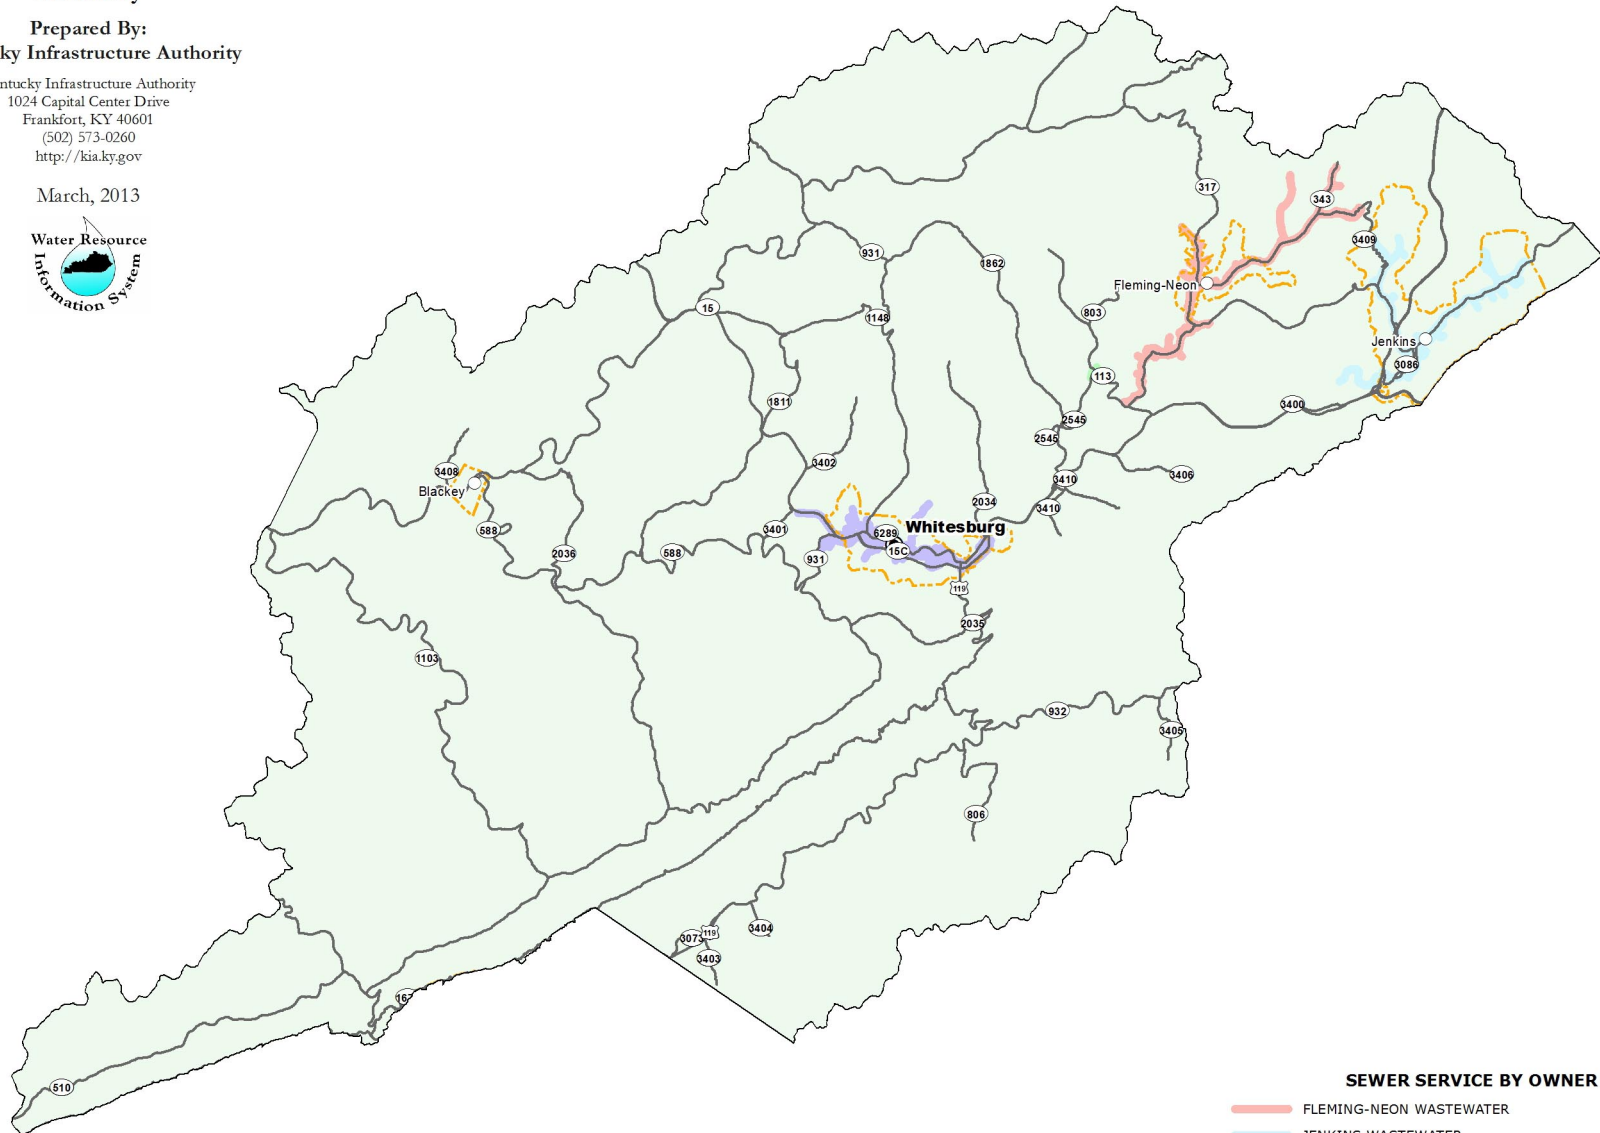 Prepared By:
ky Infrastructure Authority
ntucky Infrastructure Authority
1024 Capital Center Drive
Frankfort, KY 40601
(502) 573-0260
http://kia.ky.gov
March, 2013
Water Resource
Information System
317
343
3409
931
1862
Fleming-Neon
15
1148
803
Jenkins
3086
113
1811
3400
2545
2545
3402
3408
3410
3406
Blackey
2034
3410
588
3401
6289
Whitesburg
2036
588
931
15C
119
2035
1103
932
3405
806
3404
3073
119
3403
510
SEWER SERVICE BY OWNER
FLEMING-NEON WASTEWATER
JENKINS WASTEWATER